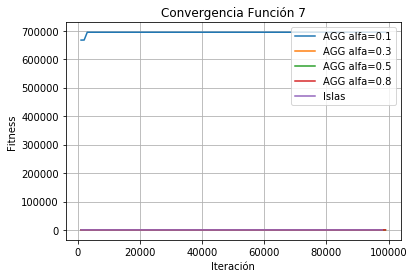 Convergencia Función 7
700000
600000
500000
400000
300000
200000
100000
0
Fitness
AGG alfa=0.1
AGG alfa=0.3
AGG alfa=0.5
AGG alfa=0.8
Islas
0 20000 40000 60000 80000 100000
Iteración